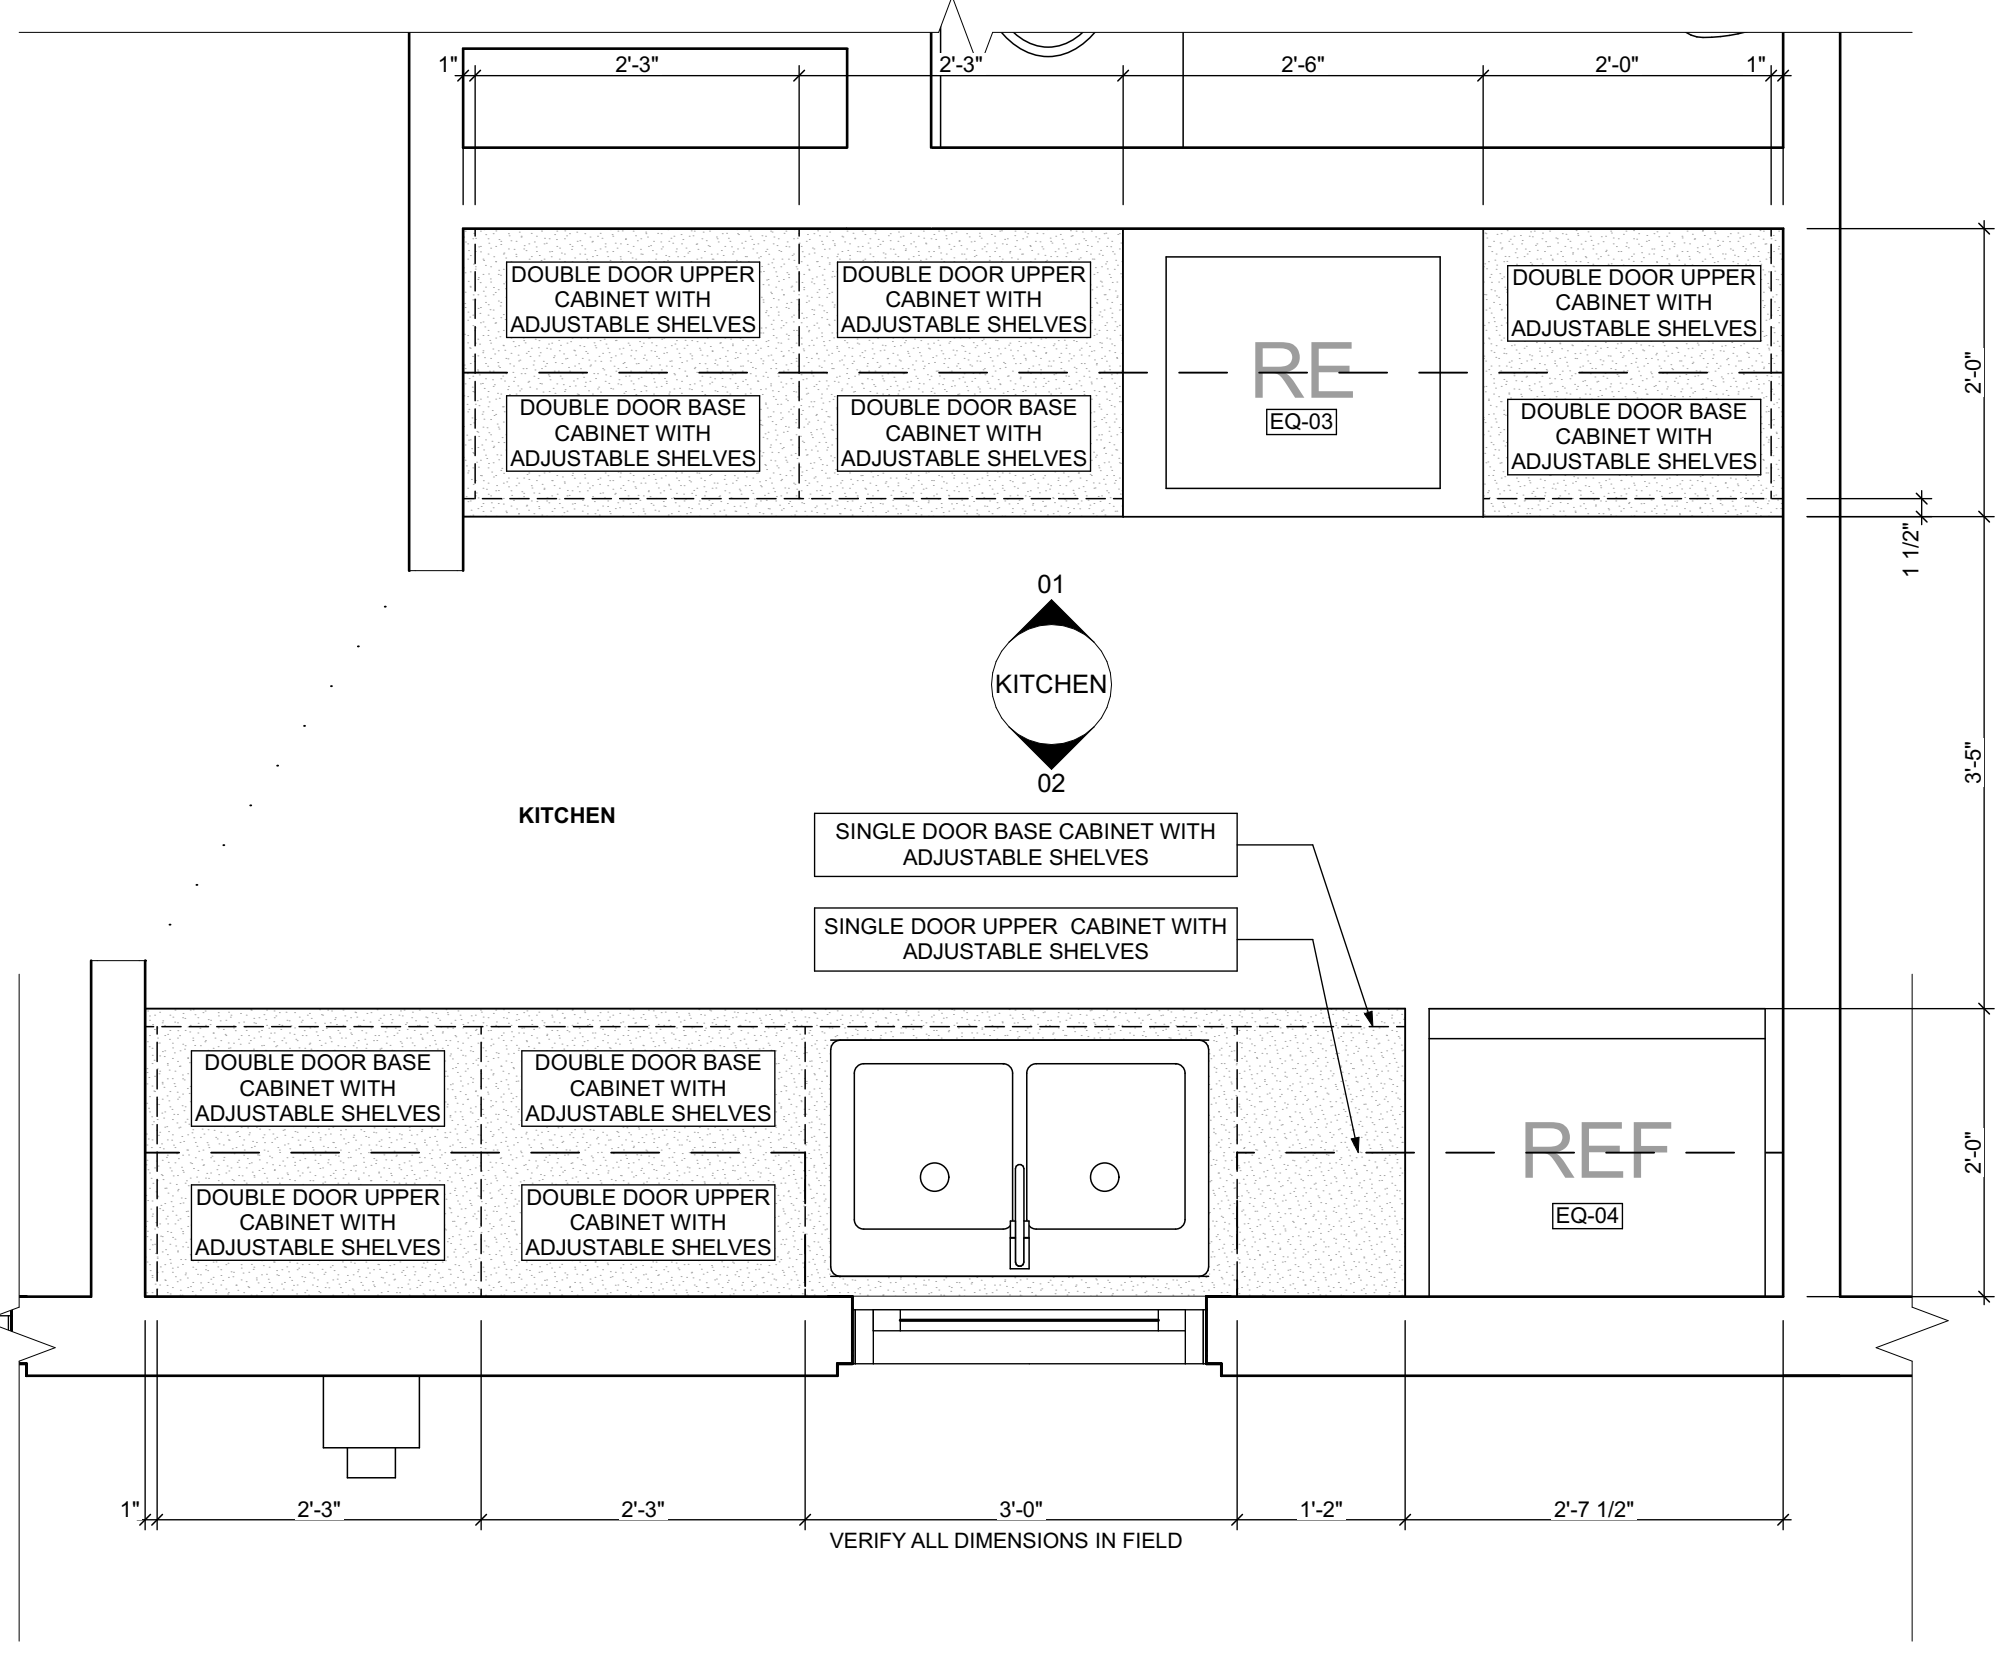 1" 2'-3" 2'-3" 2'-6" 2'-0" 1"
DOUBLE DOOR UPPER
CABINET WITH
ADJUSTABLE SHELVES
DOUBLE DOOR UPPER
CABINET WITH
ADJUSTABLE SHELVES
DOUBLE DOOR UPPER
CABINET WITH
ADJUSTABLE SHELVES
RE
EQ-03
DOUBLE DOOR BASE
CABINET WITH
ADJUSTABLE SHELVES
DOUBLE DOOR BASE
CABINET WITH
ADJUSTABLE SHELVES
DOUBLE DOOR BASE
CABINET WITH
ADJUSTABLE SHELVES
2'-0"
1 1/2"
01
KITCHEN
02
3'-5"
KITCHEN
SINGLE DOOR BASE CABINET WITH
ADJUSTABLE SHELVES
SINGLE DOOR UPPER CABINET WITH
ADJUSTABLE SHELVES
DOUBLE DOOR BASE
CABINET WITH
ADJUSTABLE SHELVES
DOUBLE DOOR BASE
CABINET WITH
ADJUSTABLE SHELVES
REF
EQ-04
2'-0"
DOUBLE DOOR UPPER
CABINET WITH
ADJUSTABLE SHELVES
DOUBLE DOOR UPPER
CABINET WITH
ADJUSTABLE SHELVES
1" 2'-3" 2'-3" 3'-0" 1'-2" 2'-7 1/2"
VERIFY ALL DIMENSIONS IN FIELD